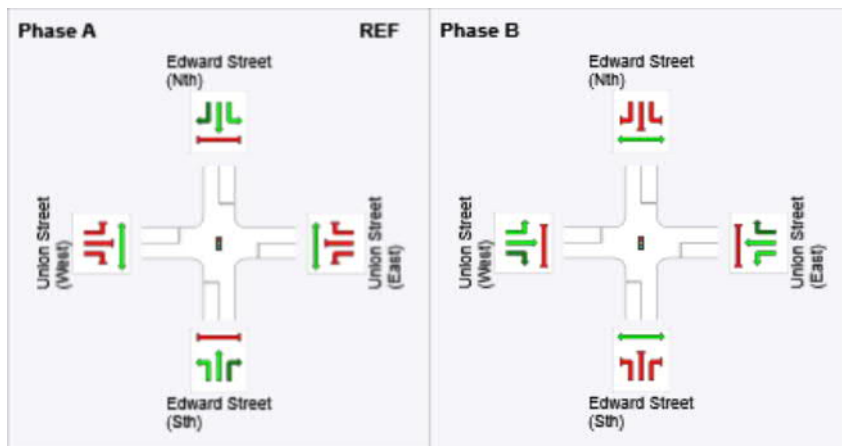 Phase A
REF
Edward Street
(Nth)
Union Street
(West)
Union Street
(East)
Edward Street
(Sth)
Phase B
Edward Street
(Nth)
Union Street
(West)
Union Street
(East)
Edward Street
(Sth)